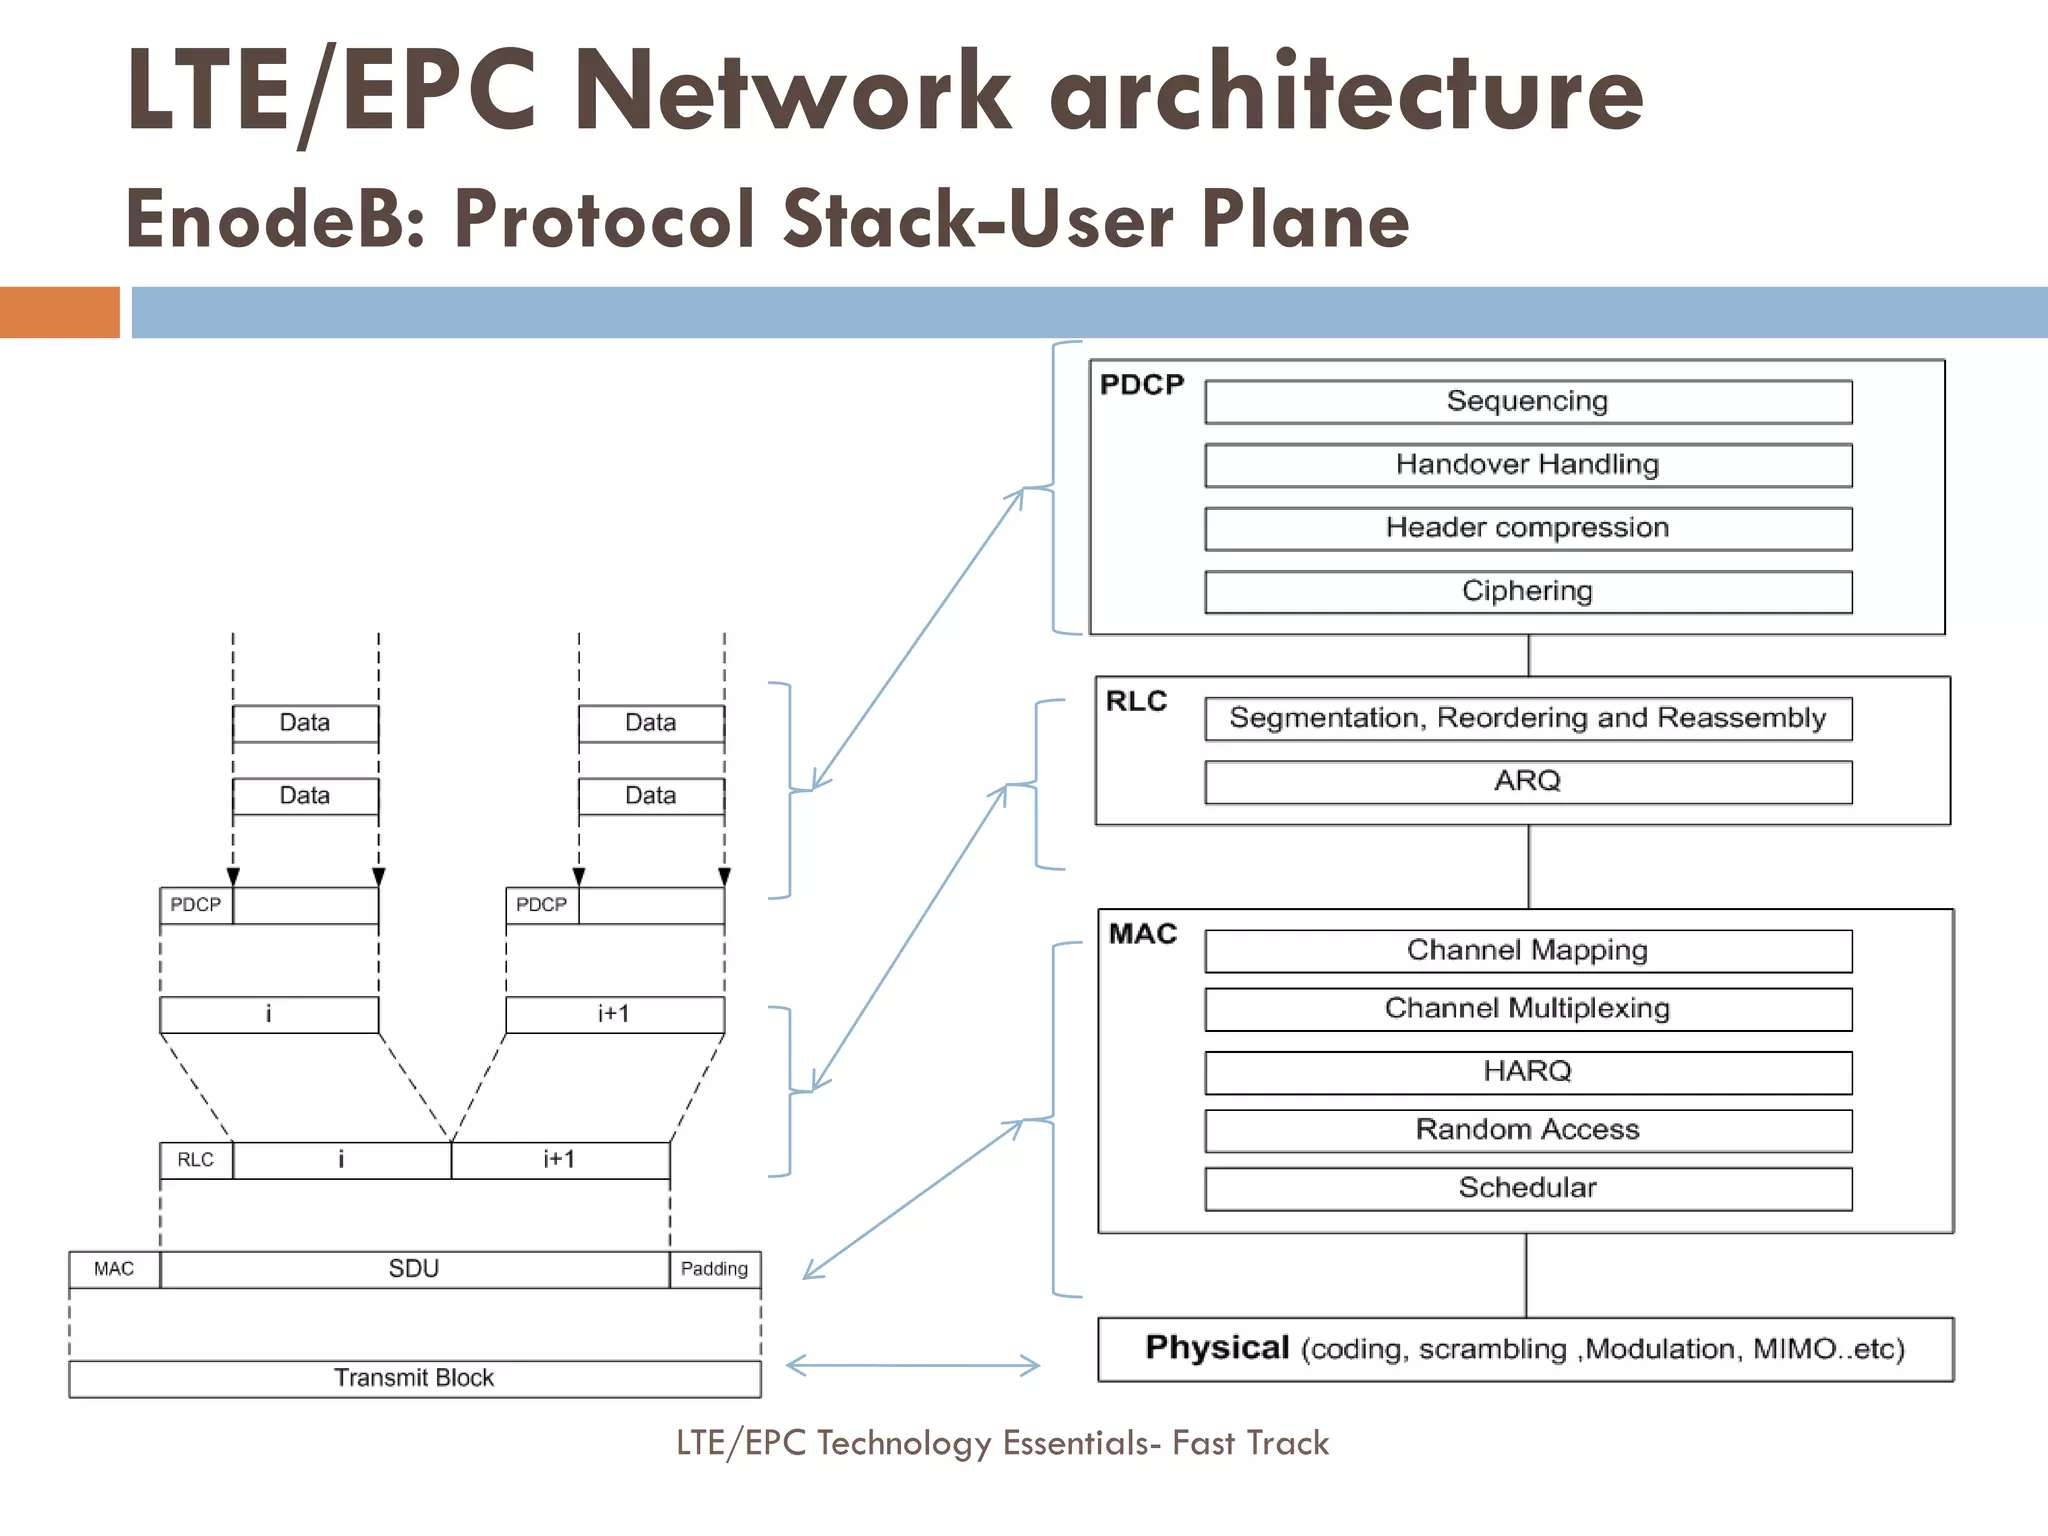 LTE/EPC Network architecture
EnodeB: Protocol Stack-User Plane
PDCP
Sequencing
Handover Handling
Header compression
Ciphering
RLC
Segmentation, Reordering and Reassembly
ARQ
MAC
Channel Mapping
Channel Multiplexing
HARQ
Random Access
Schedular
Physical (coding, scrambling ,Modulation, MIMO..etc)
Data Data
Data Data
PDCP PDCP
i i+1
RLC i i+1
MAC SDU Padding
Transmit Block
LTE/EPC Technology Essentials- Fast Track